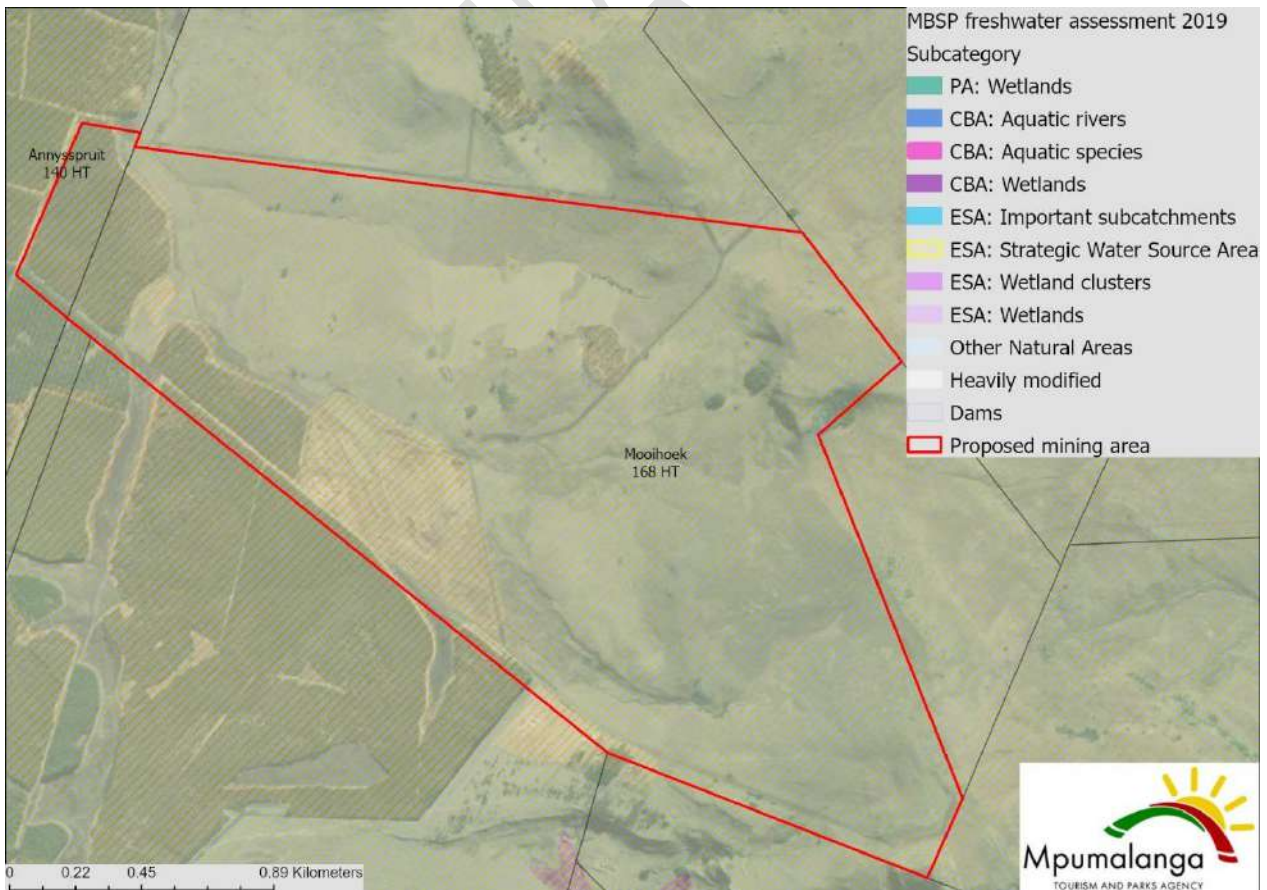 MBSP freshwater assessment 2019
Subcategory
PA: Wetlands
CBA: Aquatic rivers
CBA: Aquatic species
CBA: Wetlands
ESA: Important subcatchments
ESA: Strategic Water Source Area
ESA: Wetland clusters
ESA: Wetlands
Other Natural Areas
Heavily modified
Dams
Proposed mining area
Annysspruit
140 HT
Mooihoek
168 HT
0 0.22 0.45 0.89 Kilometers
Mpumalanga
TOURISM AND PARKS AGENCY